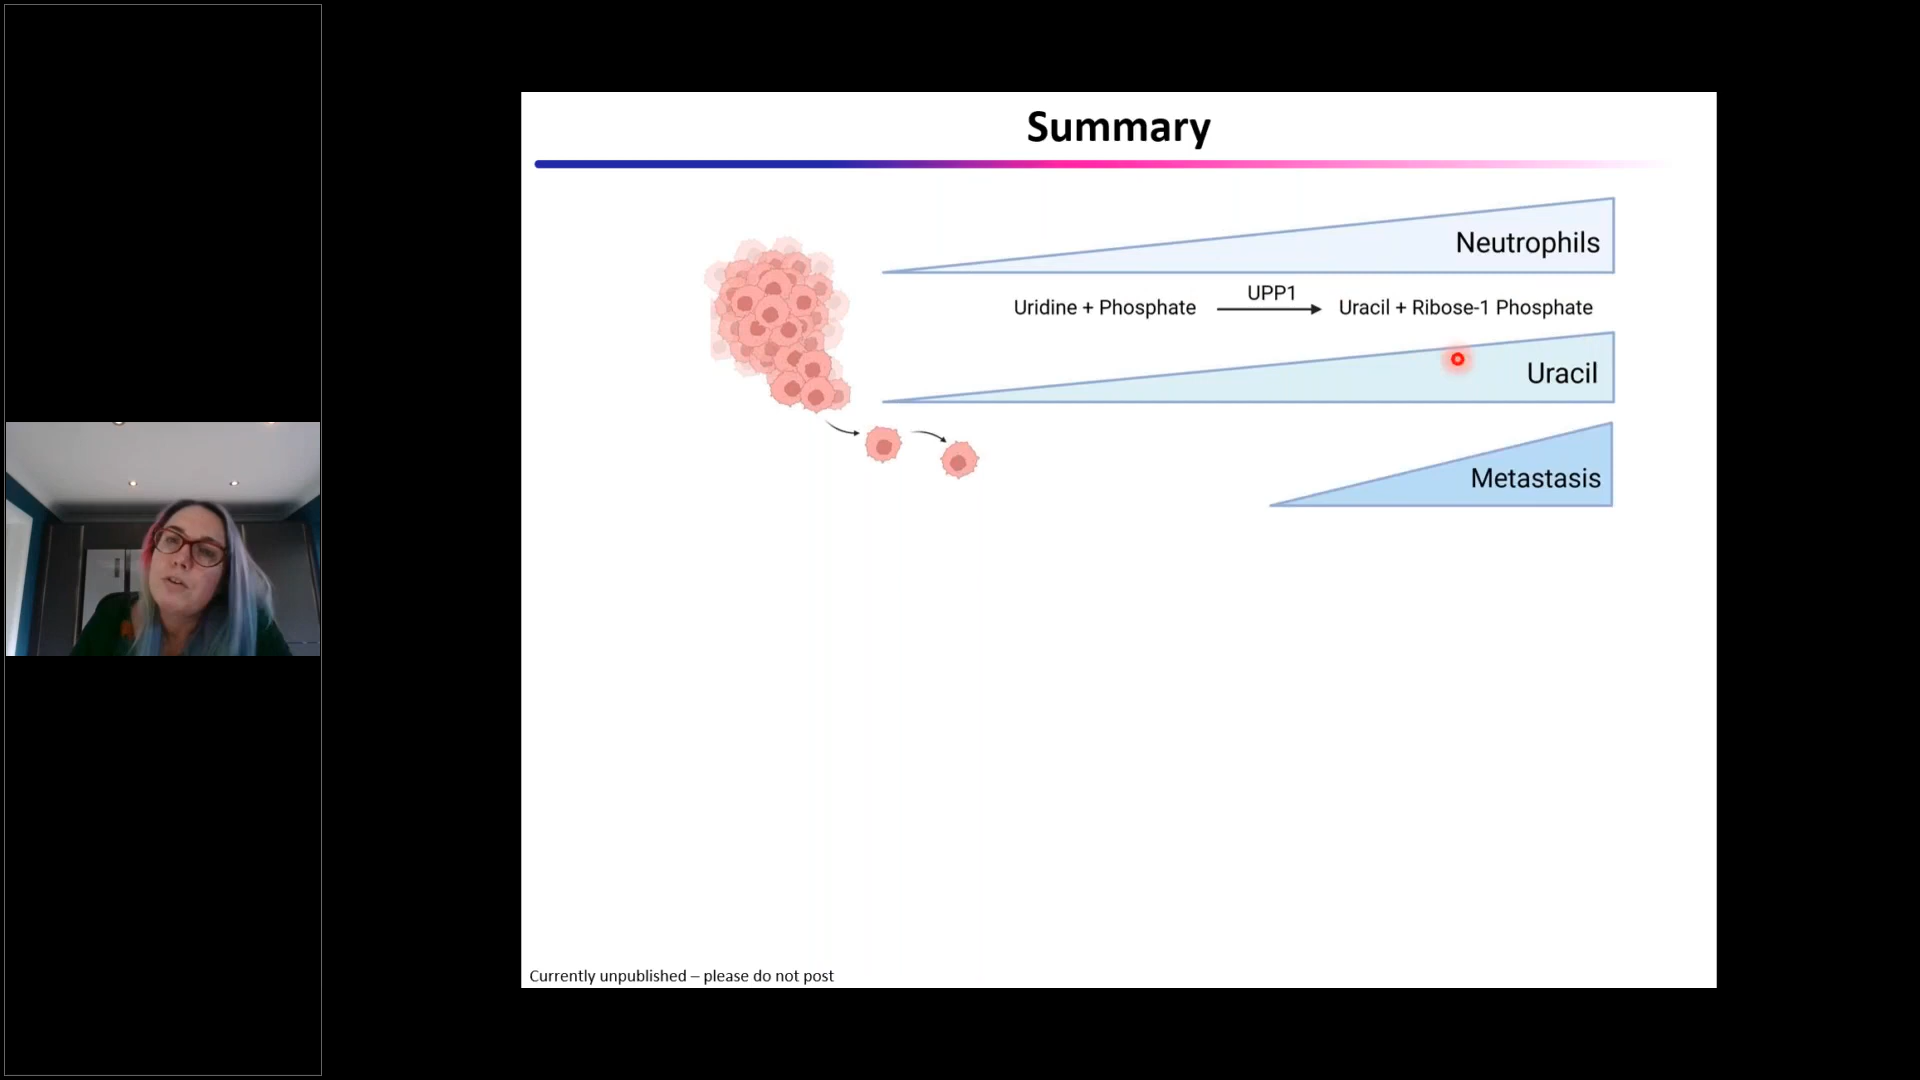 Summary
Neutrophils
Uridine + Phosphate
UPP1
Uracil + Ribose-1 Phosphate
Uracil
Metastasis
Currently unpublished – please do not post